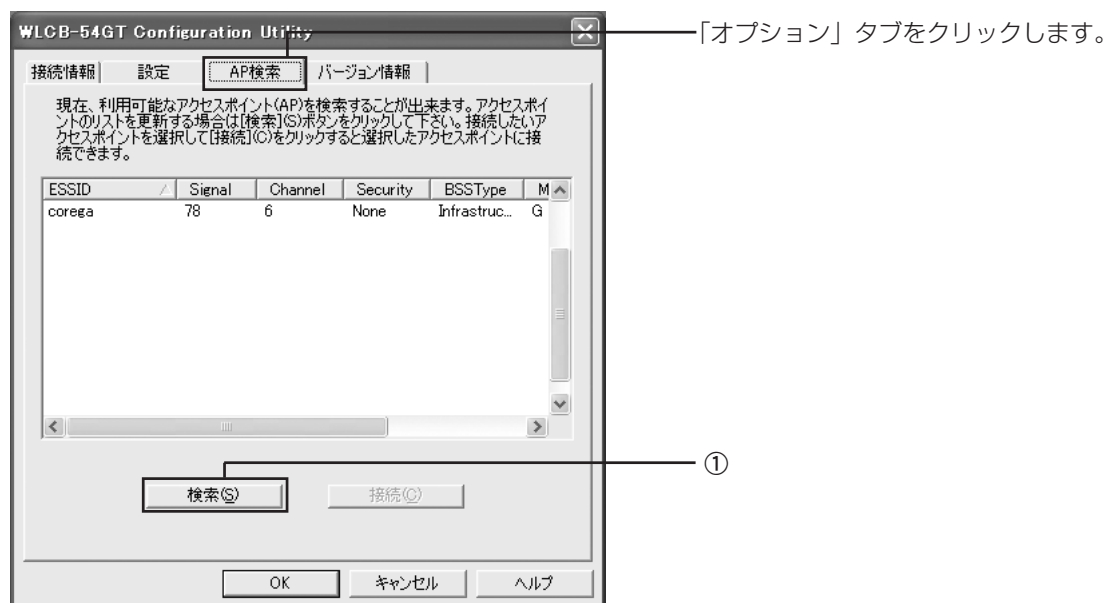 WLCB-54GT Configuration Utility
「オプション」タブをクリックします。
接続情報 設定 AP検索 バージョン情報
現在、利用可能なアクセスポイント(AP)を検索することが出来ます。アクセスポイ
ントのリストを更新する場合は[検索](S)ボタンをクリックして下さい。接続したいア
クセスポイントを選択して[接続](C)をクリックすると選択したアクセスポイントに接
続できます。
ESSID Signal Channel Security BSSType M
corega 78 6 None Infrastruc... G
①
検索(S) 接続(C)
OK キャンセル ヘルプ